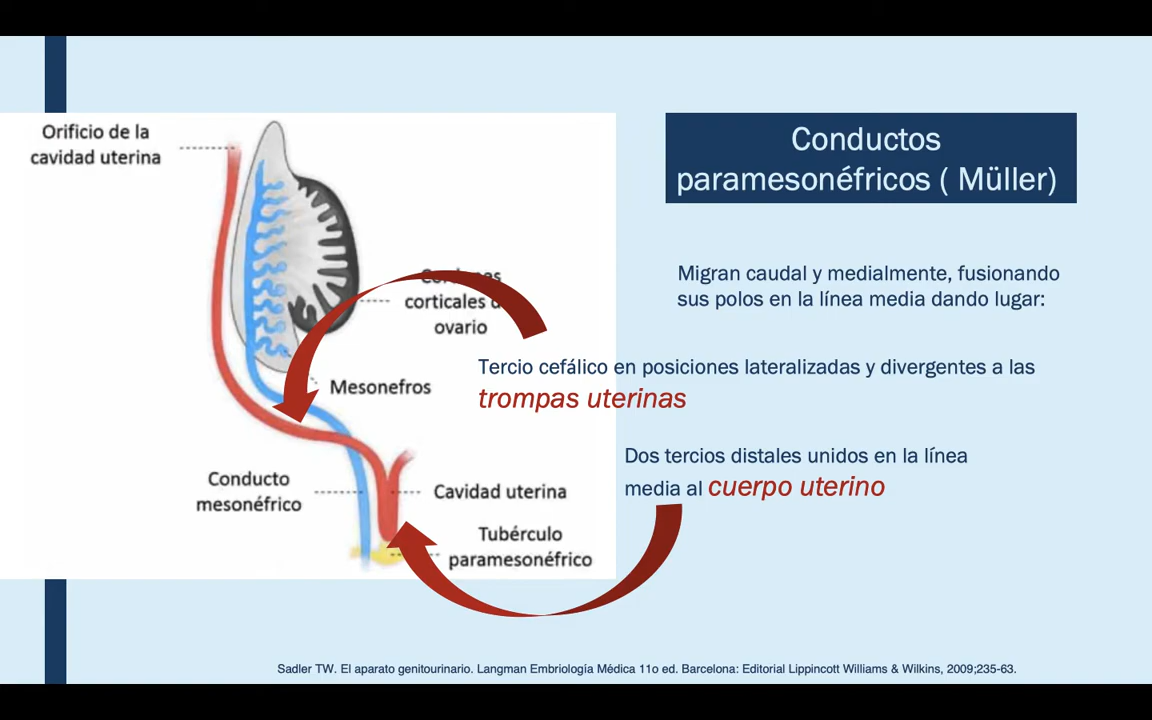 Orificio de la
cavidad uterina
Conductos
paramesonéfricos ( Müller)
Migran caudal y medialmente, fusionando
sus polos en la línea media dando lugar:
corticales
ovario
Tercio cefálico en posiciones lateralizadas y divergentes a las
trompas uterinas
Mesonefros
Dos tercios distales unidos en la línea
media al cuerpo uterino
Conducto
mesonéfrico
Cavidad uterina
Tubérculo
paramesonéfrico
Sadler TW. El aparato genitourinario. Langman Embriología Médica 11o ed. Barcelona: Editorial Lippincott Williams & Wilkins, 2009;235-63.